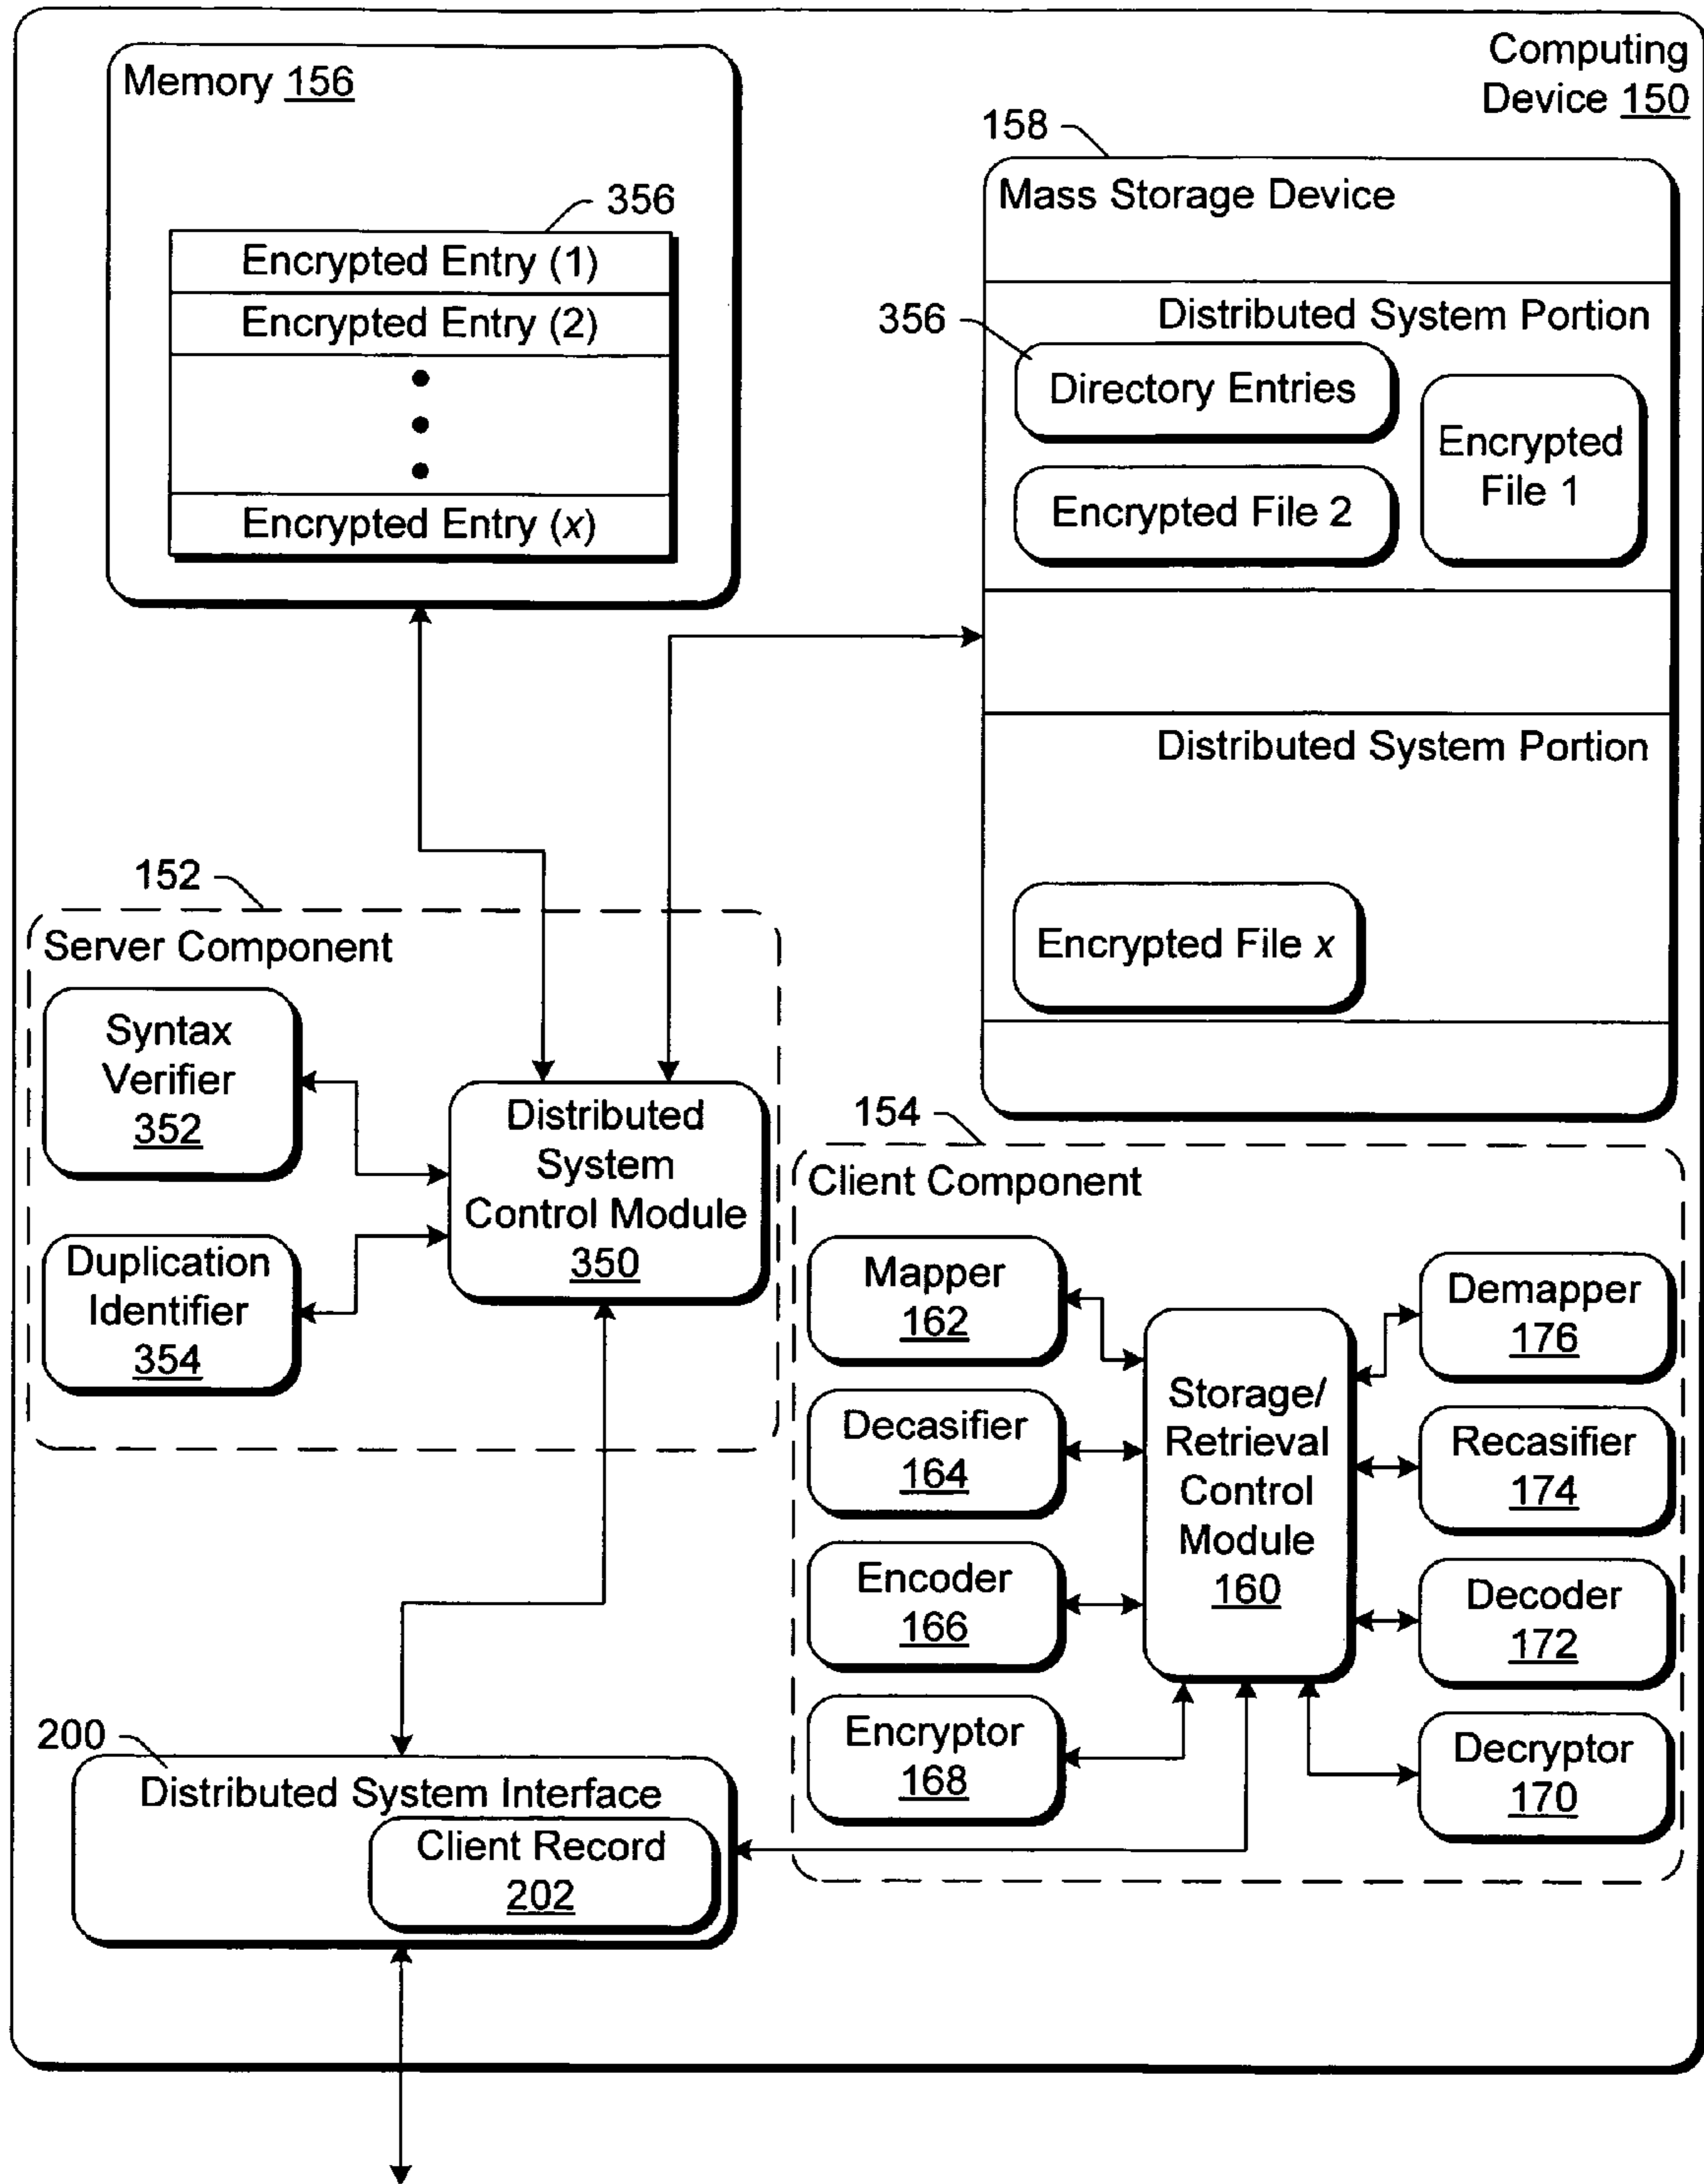 Computing
Device 150
Memory 156
356
Encrypted Entry (1)
Encrypted Entry (2)
Encrypted Entry (x)
158
Mass Storage Device
Distributed System Portion
356
Directory Entries
Encrypted
File 1
Encrypted File 2
Distributed System Portion
Encrypted File x
152
Server Component
Syntax
Verifier
352
Distributed
System
Control Module
350
Duplication
Identifier
354
154
Client Component
Mapper
162
Decasifier
164
Encoder
166
Encryptor
168
Storage/
Retrieval
Control
Module
160
Demapper
176
Recasifier
174
Decoder
172
Decryptor
170
200
Distributed System Interface
Client Record
202